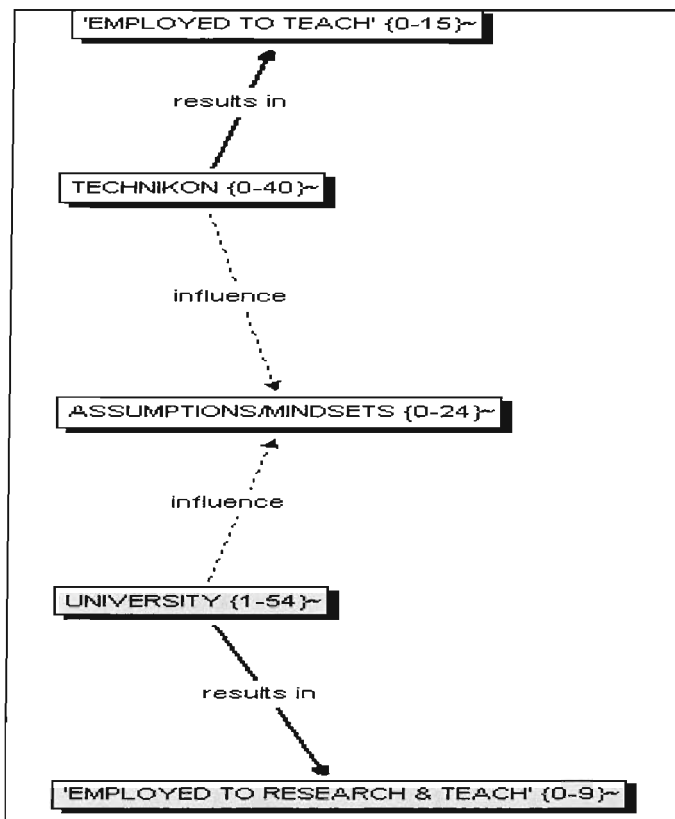 'EMPLOYED TO TEACH' {0-15}~
results in
TECHNIKON {0-40}~
influence
ASSUMPTIONS/MINDSETS {0-24}~
influence
UNIVERSITY {1-54}~
results in
'EMPLOYED TO RESEARCH & TEACH' {0-9}~